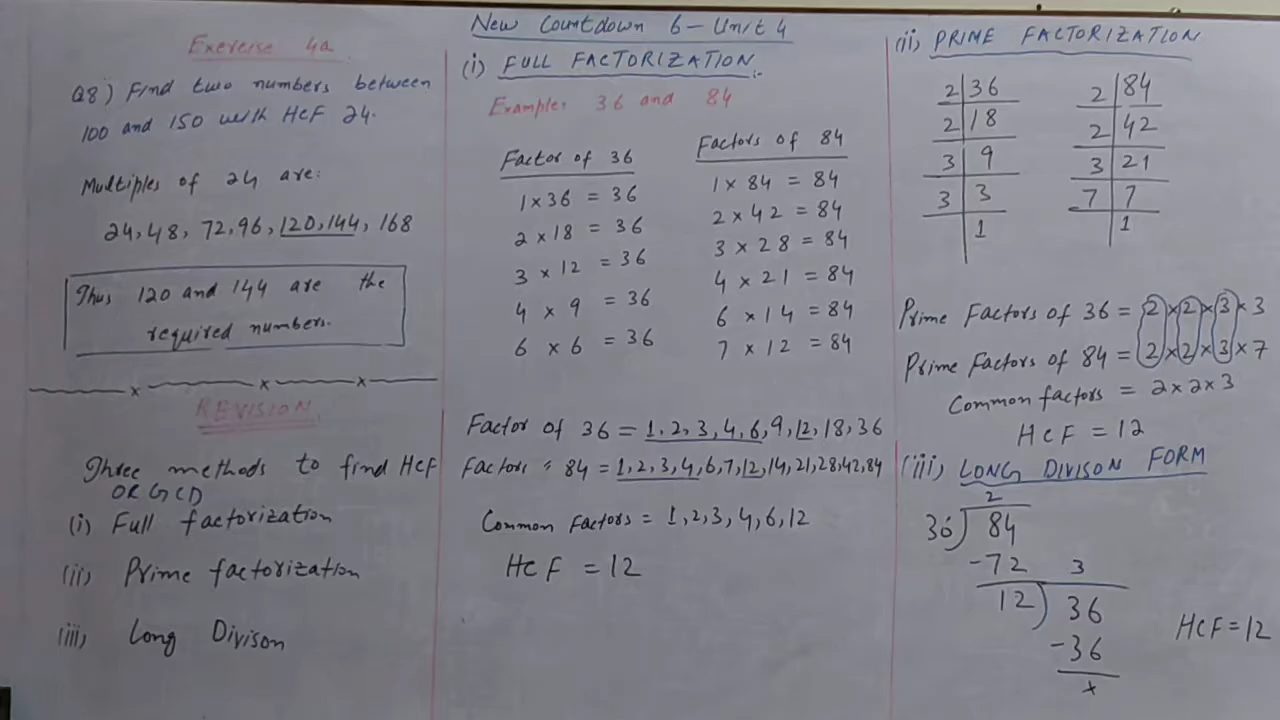 New Countdown 6 - Unit 4
Exercise 4a
Q8) Find two numbers between
100 and 150 with HCF 24.
Multiples of 24 are:
24, 48, 72, 96, 120, 144, 168
Thus 120 and 144 are the
required numbers.
REVISION
Three methods to find HCF
OR GCD
(i) Full factorization
(ii) Prime factorization
(iii) Long Divison
(i) FULL FACTORIZATION
Example: 36 and 84
Factor of 36
1 × 36 = 36
2 × 18 = 36
3 × 12 = 36
4 × 9 = 36
6 × 6 = 36
Factors of 84
1 × 84 = 84
2 × 42 = 84
3 × 28 = 84
4 × 21 = 84
6 × 14 = 84
7 × 12 = 84
Factor of 36 = 1, 2, 3, 4, 6, 9, 12, 18, 36
Factors " 84 = 1, 2, 3, 4, 6, 7, 12, 14, 21, 28, 42, 84
Common Factors = 1, 2, 3, 4, 6, 12
HCF = 12
(ii) PRIME FACTORIZATION
2 | 36
2 | 18
3 | 9
3 | 3
1
2 | 84
2 | 42
3 | 21
7 | 7
1
Prime Factors of 36 = 2 × 2 × 3 × 3
Prime Factors of 84 = 2 × 2 × 3 × 7
Common factors = 2 × 2 × 3
HCF = 12
(iii) LONG DIVISON FORM
2
36 ) 84
- 72 3
12 ) 36
- 36
×
HCF = 12